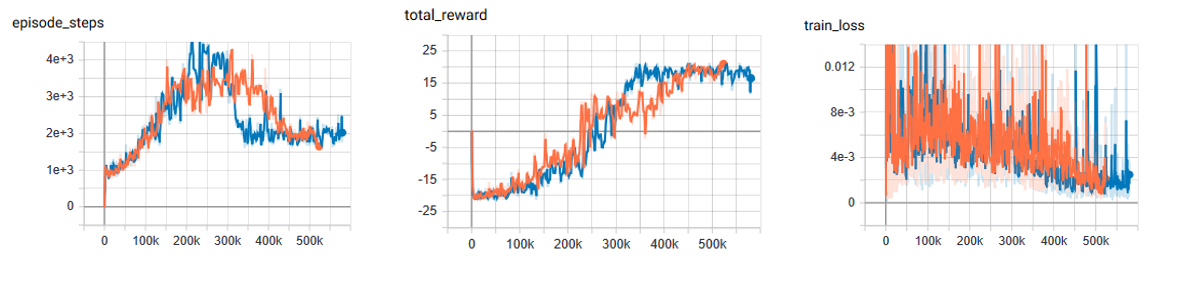 episode_steps
4e+3
3e+3
2e+3
1e+3
0
0 100k 200k 300k 400k 500k
total_reward
25
15
5
-5
-15
-25
0 100k 200k 300k 400k 500k
train_loss
0.012
8e-3
4e-3
0
0 100k 200k 300k 400k 500k